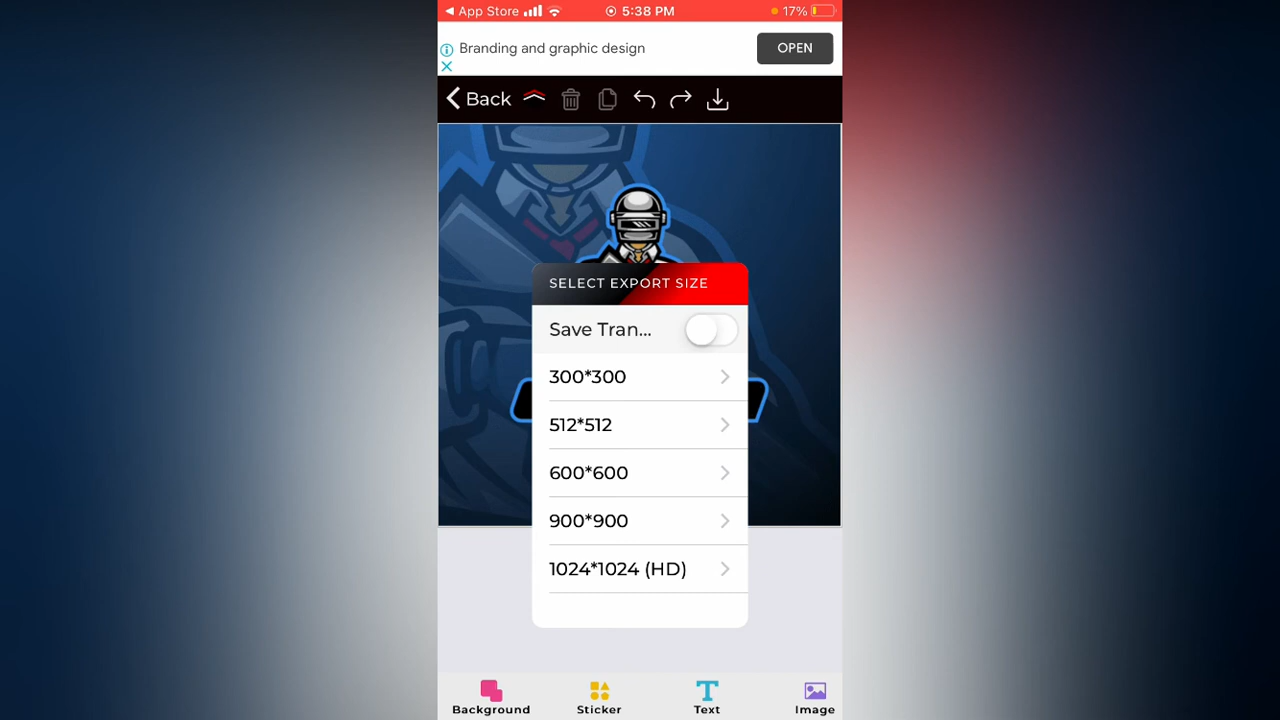 App Store 5:38 PM 17%
Branding and graphic design OPEN
Back
SELECT EXPORT SIZE
Save Tran...
300*300
512*512
600*600
900*900
1024*1024 (HD)
Background Sticker Text Image